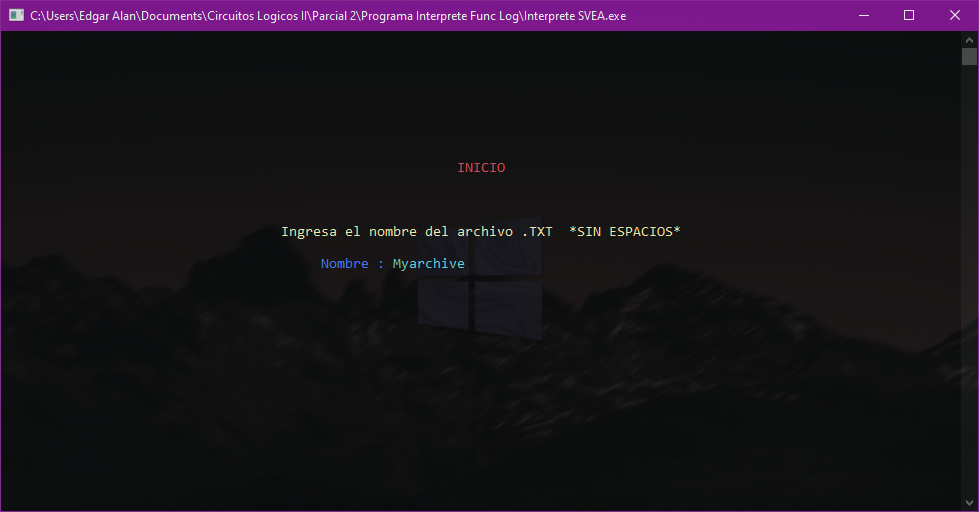 C:\Users\Edgar Alan\Documents\Circuitos Logicos II\Parcial 2\Programa Interprete Func Log\Interprete SVEA.exe
INICIO
Ingresa el nombre del archivo .TXT  *SIN ESPACIOS*
Nombre : Myarchive